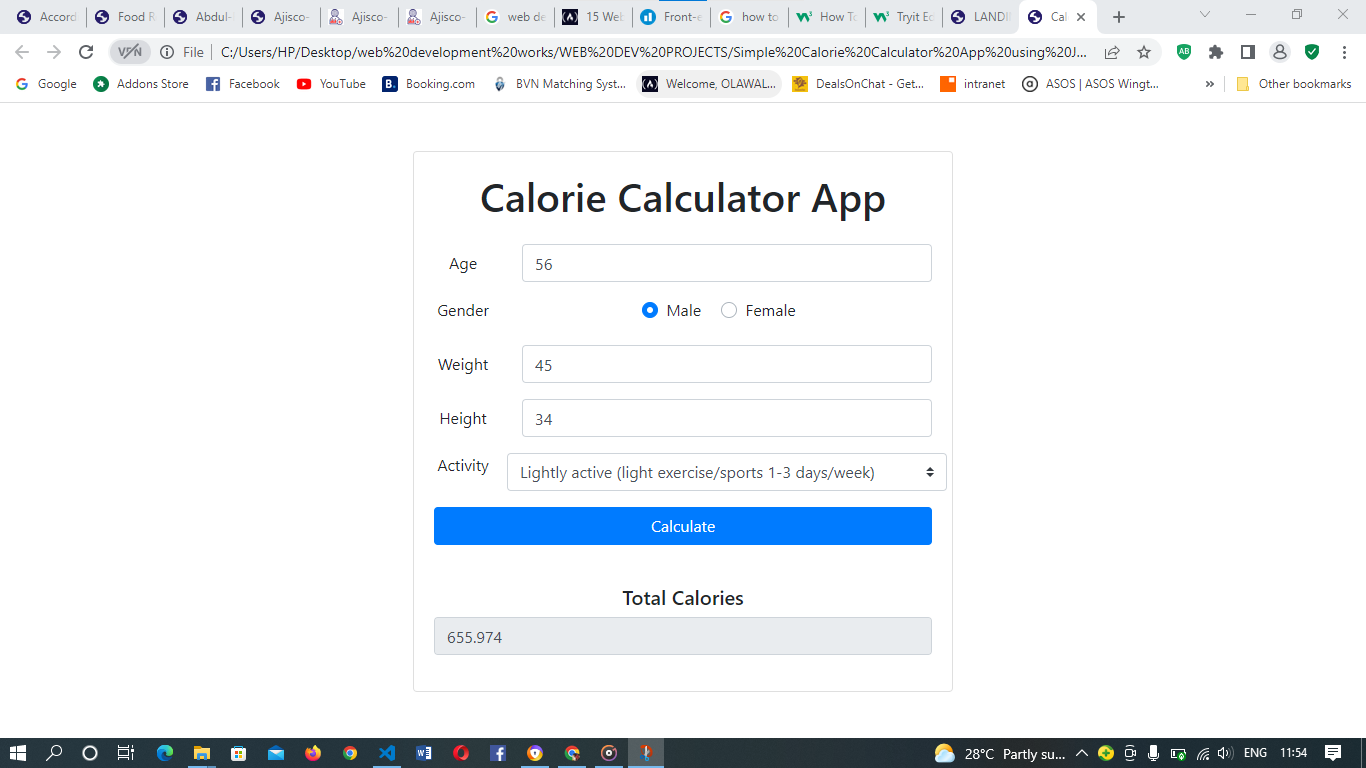 Accord
Food R
Abdul-
Ajisco-
Ajisco-
Ajisco-
web de
15 Web
Front-e
how to
How To
Tryit Ed
LANDI
Cal
VPN
File
C:/Users/HP/Desktop/web%20development%20works/WEB%20DEV%20PROJECTS/Simple%20Calorie%20Calculator%20App%20using%20J...
Google
Addons Store
Facebook
YouTube
Booking.com
BVN Matching Syst...
Welcome, OLAWAL...
DealsOnChat - Get...
intranet
ASOS | ASOS Wingt...
»
Other bookmarks
Calorie Calculator App
Age
56
Gender
Male
Female
Weight
45
Height
34
Activity
Lightly active (light exercise/sports 1-3 days/week)
Calculate
Total Calories
655.974
28°C Partly su...
ENG
11:54